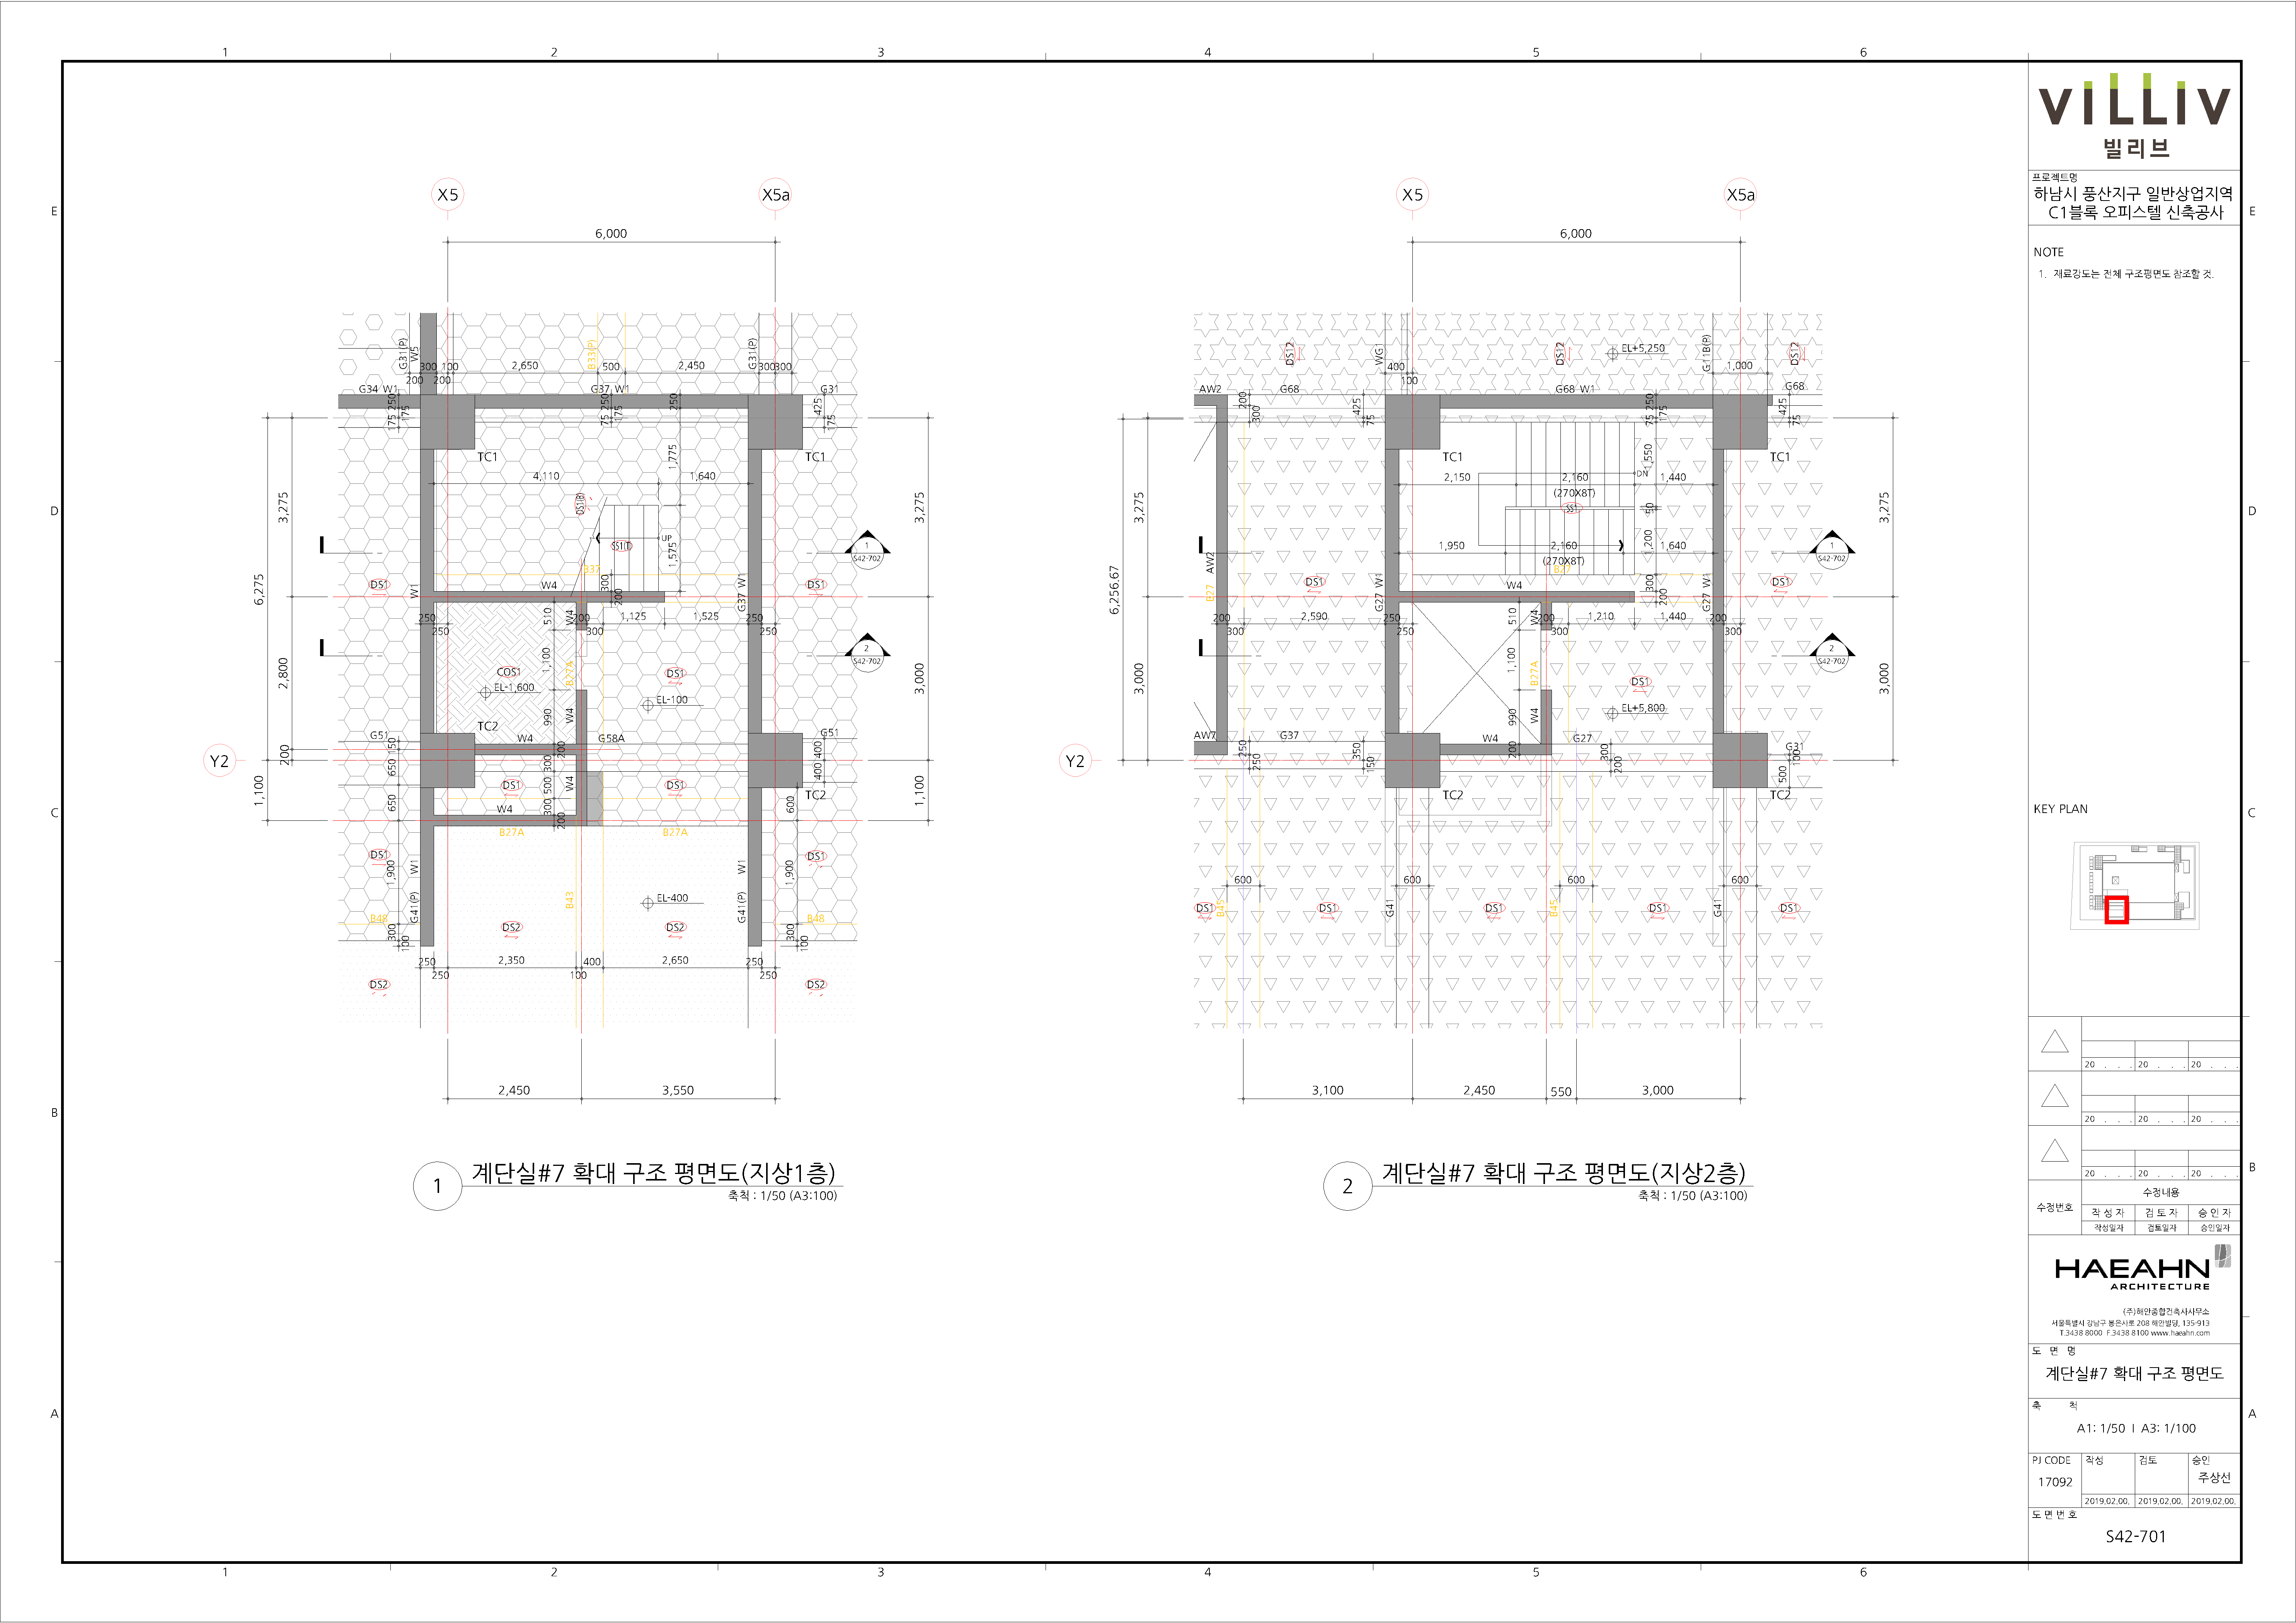 1 2 3 4 5 6
E
D
C
B
A
X5 X5a
6,000
G31(P)
W5
300 100
2,650
B33(P)
500
2,450
G31(P)
300 300
200 200
G34 W1
G37 W1
G31
175 75 250
75 250 175
250
425 175
TC1
TC1
4,110
1,775
1,640
DS1(B)
SS1(T)
UP
1,575
B37
3,275
6,275
2,800
200
1,100
3,275
3,000
1,100
1
S42-702
2
S42-702
DS1
DS1
W1
W4
300
200
G37 W1
250
250
510
W4
200
300
1,125
1,525
250
250
COS1
EL-1,600
1,100
B27A
DS1
EL-100
TC2
990
W4
G51
W4
G58A
G51
150
650
200
300
400
400
Y2
DS1
W4
500
300
DS1
TC2
650
600
W4
200
B27A
B27A
DS1
DS1
1,900
W1
W1
1,900
G41(P)
B43
EL-400
G41(P)
B48
B48
300
100
DS2
DS2
300
100
250
250
2,350
100
400
2,650
250
250
DS2
DS2
2,450
3,550
1
계단실#7 확대 구조 평면도(지상1층)
축척 : 1/50 (A3:100)
X5 X5a
6,000
DS12
WG1
DS12
EL+5,250
G11B(P)
DS12
400
100
1,000
AW2
G68
G68 W1
G68
200
300
425
75
75 250
175
425
75
TC1
TC1
2,150
2,160
(270X8T)
DN
1,550
1,440
SS1
50
1,950
2,160
(270X8T)
1,200
1,640
B27
3,275
6,256.67
3,000
3,275
3,000
1
S42-702
2
S42-702
AW2
B27
DS1
G27 W1
W4
300
200
G27 W1
DS1
200
300
2,590
250
250
510
W4
200
300
1,210
1,440
200
300
1,100
B27A
DS1
EL+5,800
990
W4
AW7
G37
W4
G27
G31
250
250
350
150
200
300
200
100
500
Y2
TC2
TC2
600
600
600
600
DS1
B45
DS1
G41
DS1
B45
DS1
G41
DS1
3,100
2,450
550
3,000
2
계단실#7 확대 구조 평면도(지상2층)
축척 : 1/50 (A3:100)
VILLIV
빌리브
프로젝트명
하남시 풍산지구 일반상업지역
C1블록 오피스텔 신축공사
NOTE
1. 재료강도는 전체 구조평면도 참조할 것.
KEY PLAN
20 . . . 20 . . . 20 . . .
20 . . . 20 . . . 20 . . .
20 . . . 20 . . . 20 . . .
수정번호
수정내용
작 성 자 검 토 자 승 인 자
작성일자 검토일자 승인일자
HAEAHN
ARCHITECTURE
(주)해안종합건축사사무소
서울특별시 강남구 봉은사로 208 해안빌딩, 135-913
T.3438 8000 F.3438 8100 www.haeahn.com
도 면 명
계단실#7 확대 구조 평면도
축 척
A1: 1/50 I A3: 1/100
PJ CODE 작성 검토 승인
17092
주상선
2019.02.00. 2019.02.00. 2019.02.00.
도 면 번 호
S42-701
E
D
C
B
A
1 2 3 4 5 6